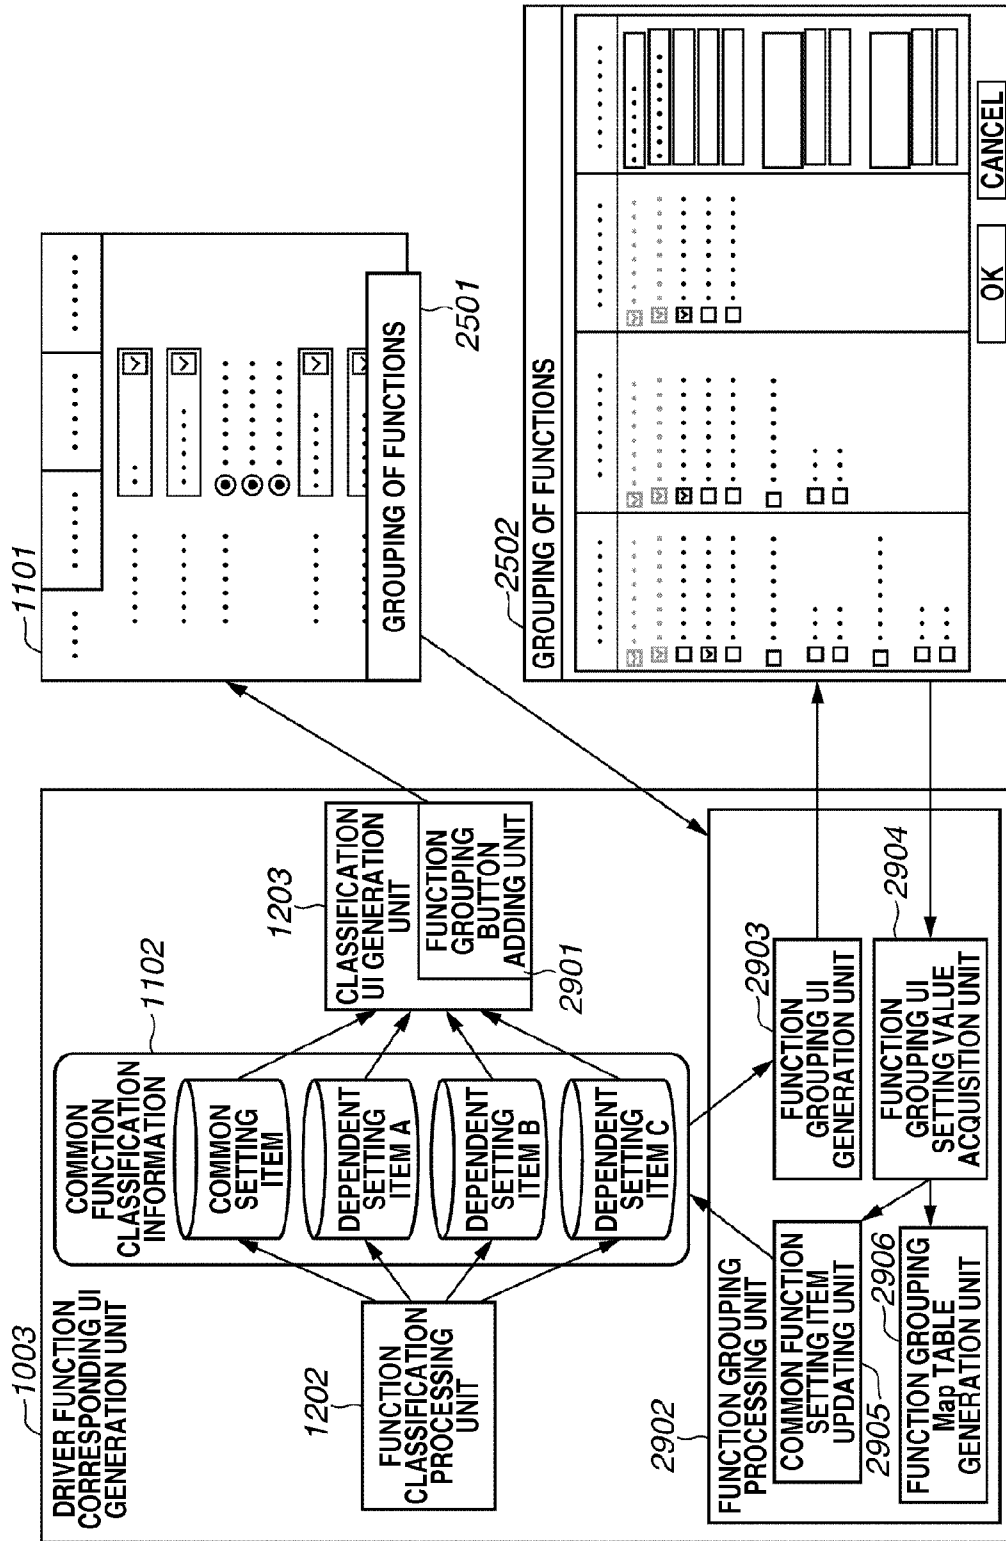 1003
DRIVER FUNCTION
CORRESPONDING UI
GENERATION UNIT
1202
FUNCTION
CLASSIFICATION
PROCESSING
UNIT
COMMON
FUNCTION
CLASSIFICATION
INFORMATION
1102
COMMON
SETTING
ITEM
DEPENDENT
SETTING
ITEM A
DEPENDENT
SETTING
ITEM B
DEPENDENT
SETTING
ITEM C
1203
CLASSIFICATION
UI GENERATION
UNIT
FUNCTION
GROUPING
BUTTON
ADDING UNIT
2901
1101
GROUPING OF FUNCTIONS
2501
2902
FUNCTION GROUPING
PROCESSING UNIT
COMMON FUNCTION
SETTING ITEM
UPDATING UNIT
2905
FUNCTION GROUPING
Map TABLE
GENERATION UNIT
2906
2903
FUNCTION
GROUPING UI
GENERATION UNIT
2904
FUNCTION
GROUPING UI
SETTING VALUE
ACQUISITION UNIT
2502
GROUPING OF FUNCTIONS
OK
CANCEL